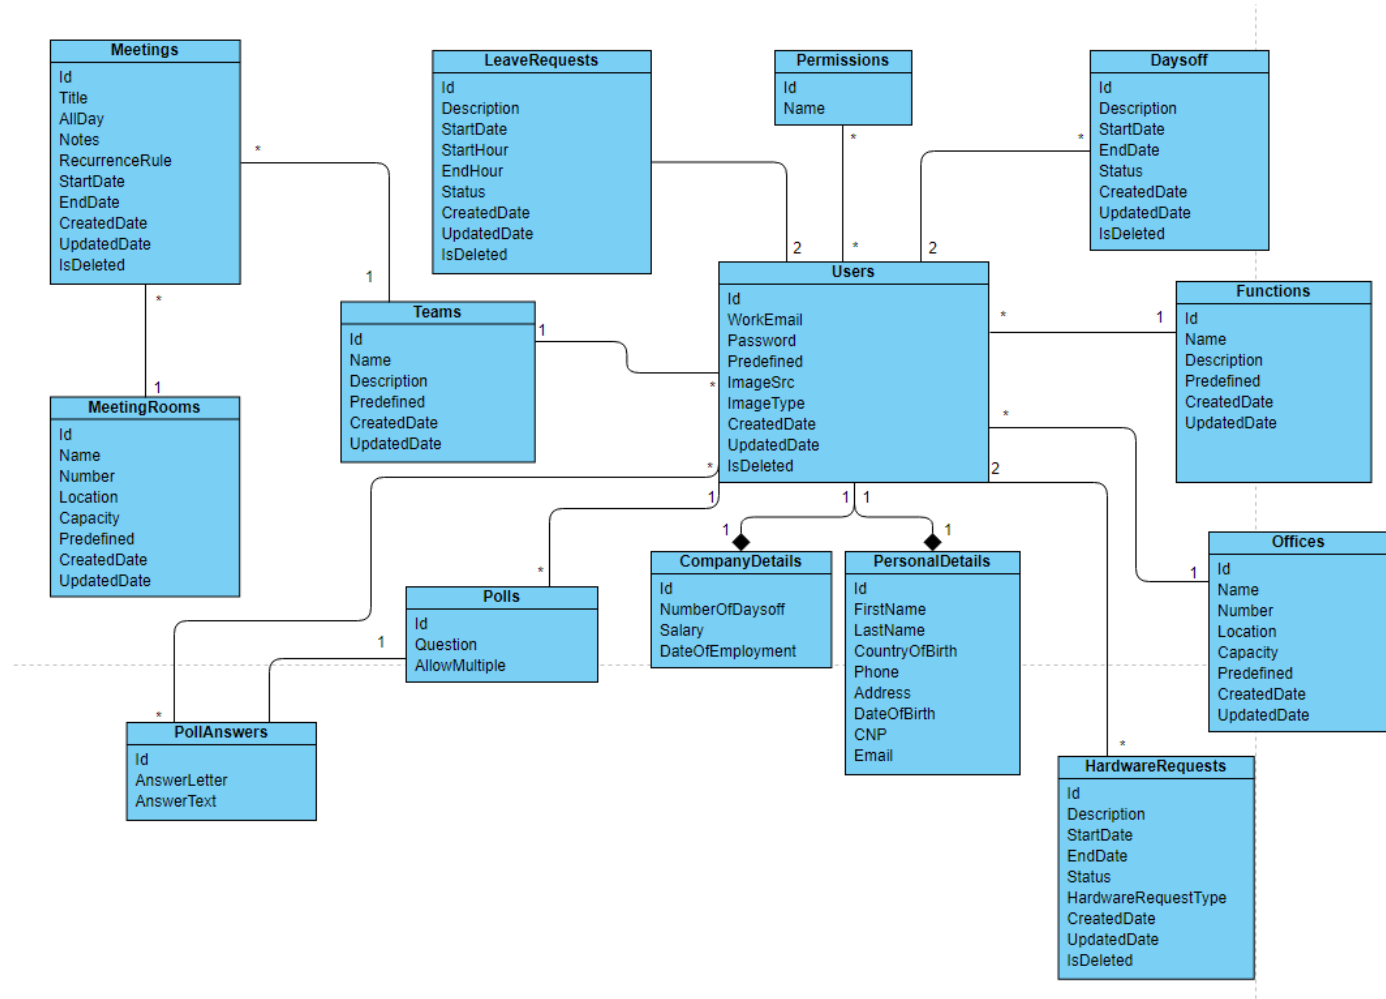 Meetings
Id
Title
AllDay
Notes
RecurrenceRule
StartDate
EndDate
CreatedDate
UpdatedDate
IsDeleted
*
*
1
LeaveRequests
Id
Description
StartDate
StartHour
EndHour
Status
CreatedDate
UpdatedDate
IsDeleted
2
Permissions
Id
Name
*
*
Daysoff
Id
Description
StartDate
EndDate
Status
CreatedDate
UpdatedDate
IsDeleted
*
2
Teams
Id
Name
Description
Predefined
CreatedDate
UpdatedDate
1
*
Users
Id
WorkEmail
Password
Predefined
ImageSrc
ImageType
CreatedDate
UpdatedDate
IsDeleted
*
1
Functions
Id
Name
Description
Predefined
CreatedDate
UpdatedDate
*
1
MeetingRooms
Id
Name
Number
Location
Capacity
Predefined
CreatedDate
UpdatedDate
1
*
1
*
1
1
1
1
2
*
Polls
Id
Question
AllowMultiple
1
*
CompanyDetails
Id
NumberOfDaysoff
Salary
DateOfEmployment
PersonalDetails
Id
FirstName
LastName
CountryOfBirth
Phone
Address
DateOfBirth
CNP
Email
Offices
Id
Name
Number
Location
Capacity
Predefined
CreatedDate
UpdatedDate
PollAnswers
Id
AnswerLetter
AnswerText
HardwareRequests
Id
Description
StartDate
EndDate
Status
HardwareRequestType
CreatedDate
UpdatedDate
IsDeleted